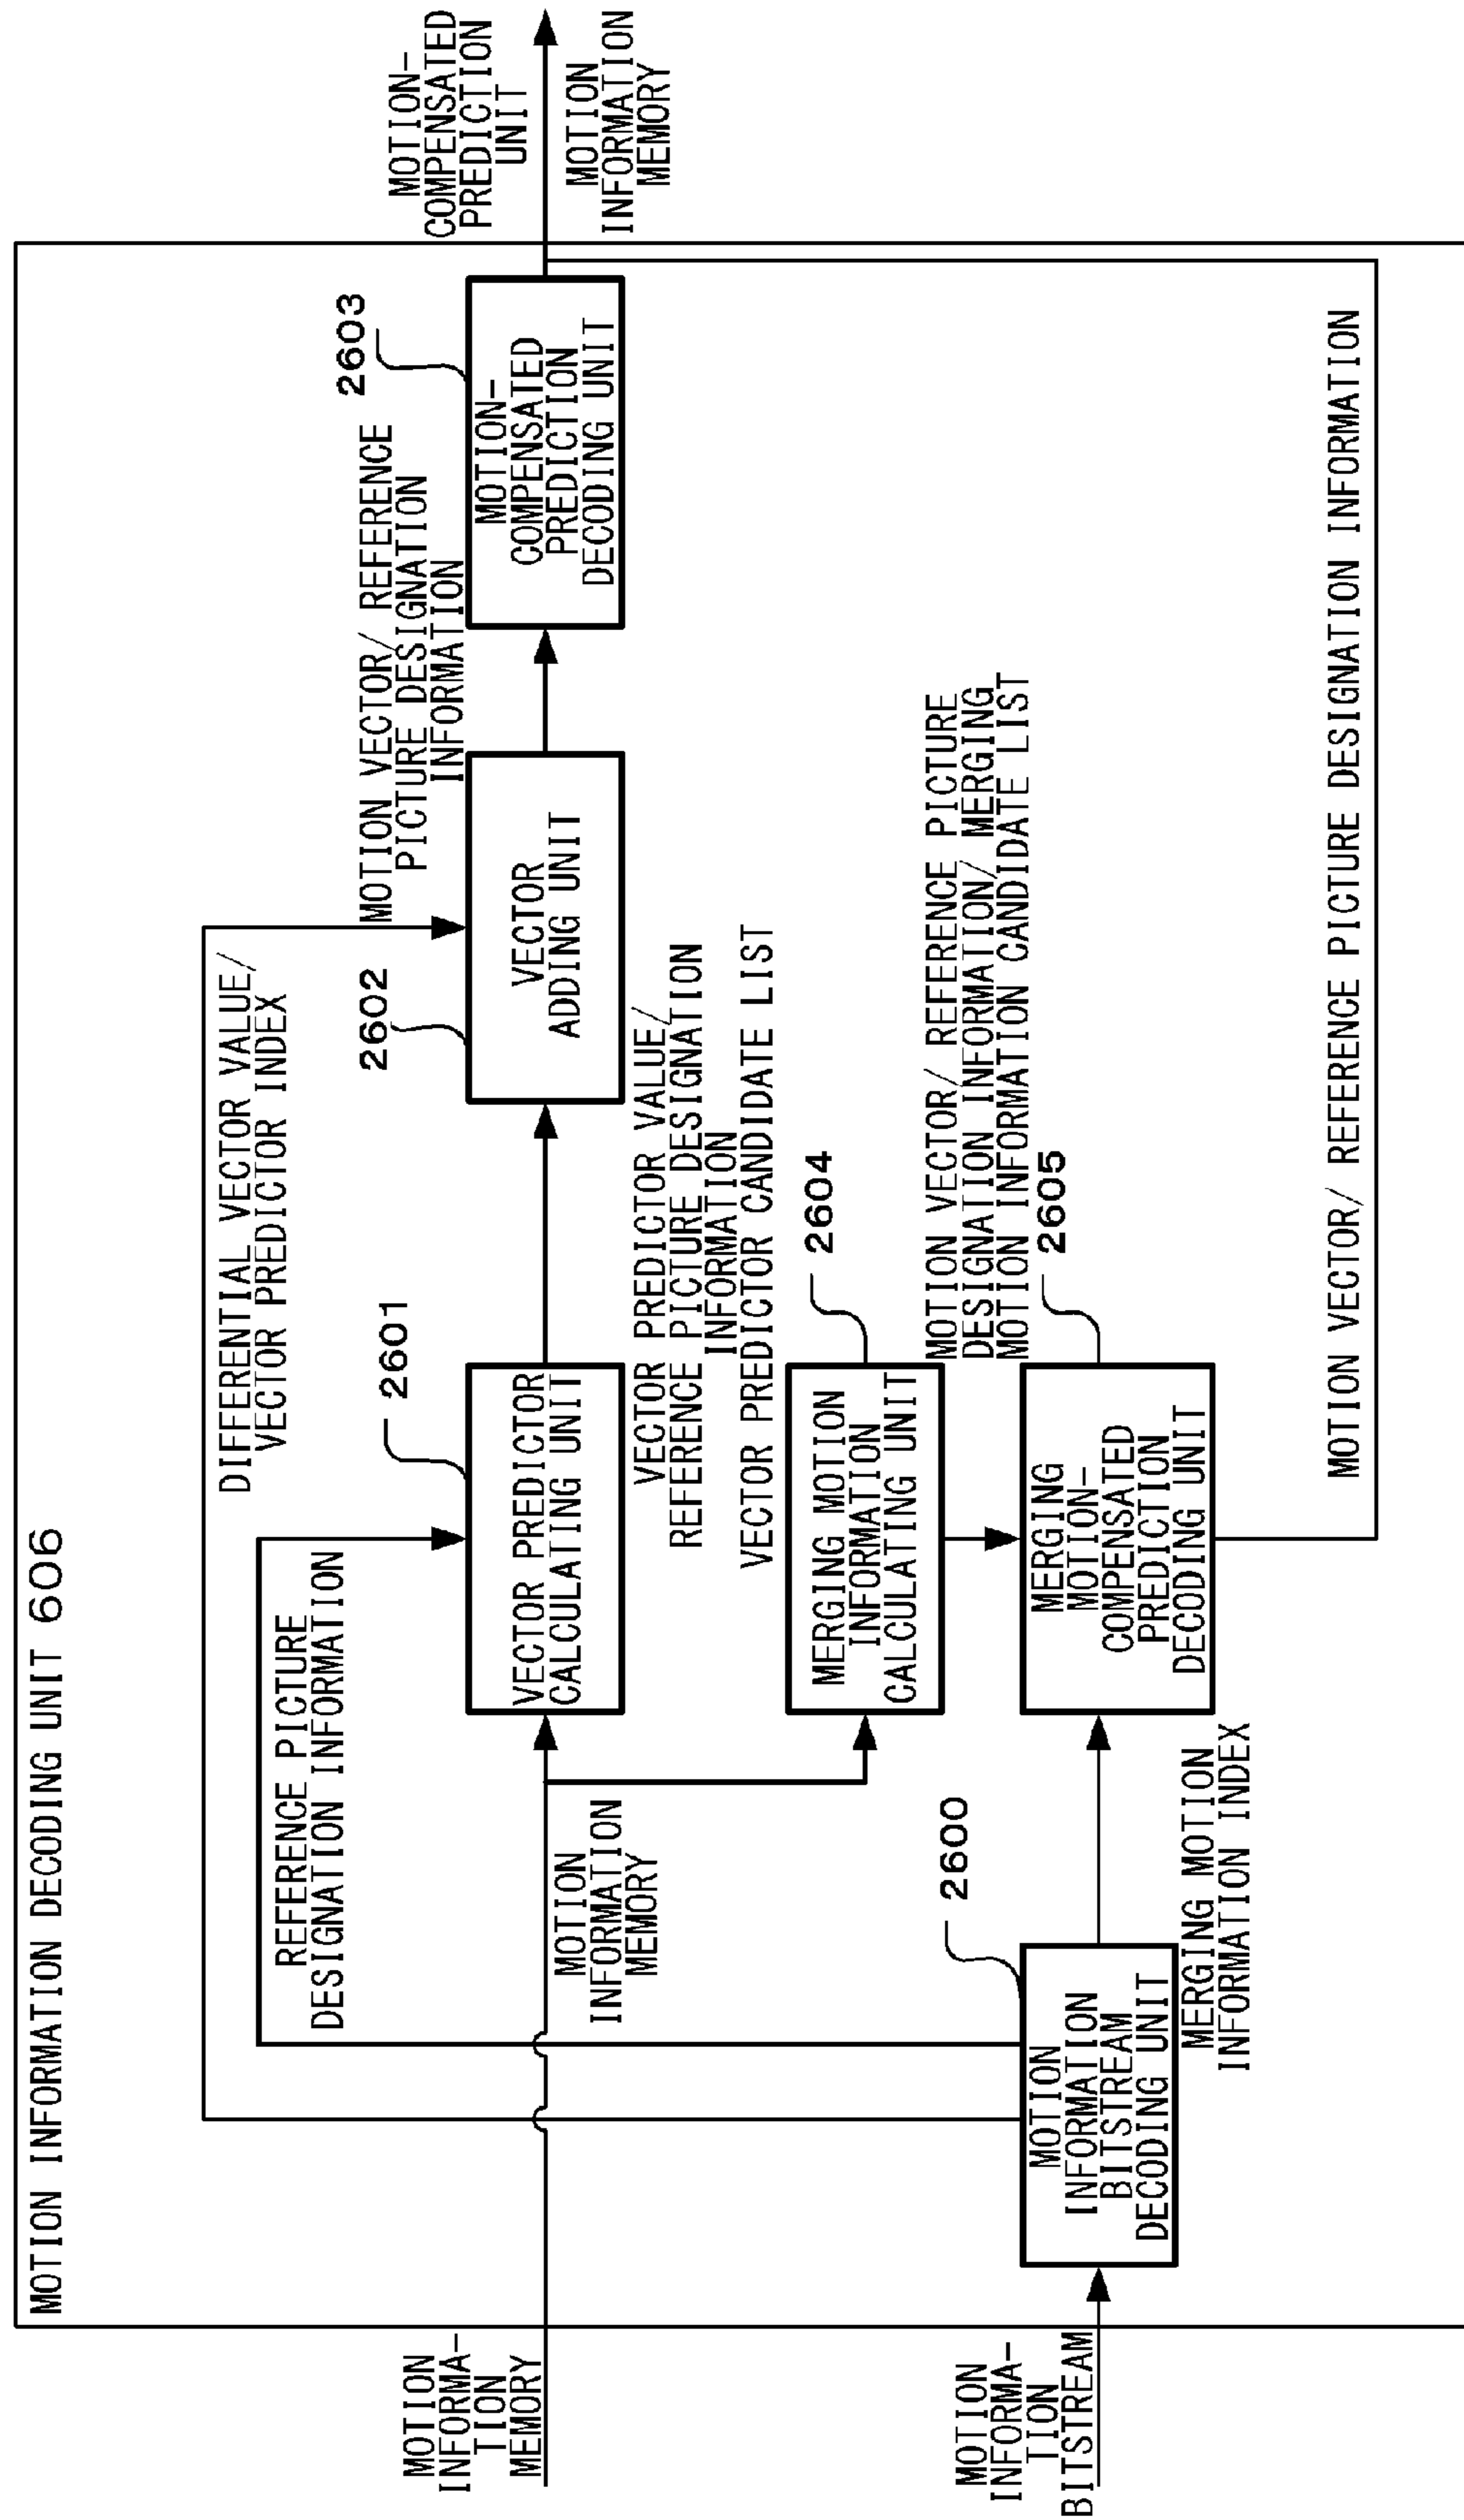 MOTION INFORMATION DECODING UNIT 606
DIFFERENTIAL VECTOR VALUE/
VECTOR PREDICTOR INDEX
REFERENCE PICTURE
DESIGNATION INFORMATION
2601
2602
MOTION VECTOR/ REFERENCE
PICTURE DESIGNATION
INFORMATION
2603
MOTION-
COMPENSATED
PREDICTION
UNIT
MOTION
INFORMA-
TION
MEMORY
VECTOR PREDICTOR
CALCULATING UNIT
VECTOR
ADDING UNIT
MOTION-
COMPENSATED
PREDICTION
DECODING UNIT
MOTION
INFORMATION
MEMORY
MOTION
INFORMATION
MEMORY
VECTOR PREDICTOR VALUE/
REFERENCE PICTURE DESIGNATION
INFORMATION
VECTOR PREDICTOR CANDIDATE LIST
2604
MERGING MOTION
INFORMATION
CALCULATING UNIT
MOTION VECTOR/ REFERENCE PICTURE
DESIGNATION INFORMATION/ MERGING
MOTION INFORMATION CANDIDATE LIST
2600
2605
MOTION
INFORMA-
TION
BITSTREAM
MOTION
INFORMATION
BITSTREAM
DECODING UNIT
MERGING
MOTION-
COMPENSATED
PREDICTION
DECODING UNIT
MERGING MOTION
INFORMATION INDEX
MOTION VECTOR/ REFERENCE PICTURE DESIGNATION INFORMATION